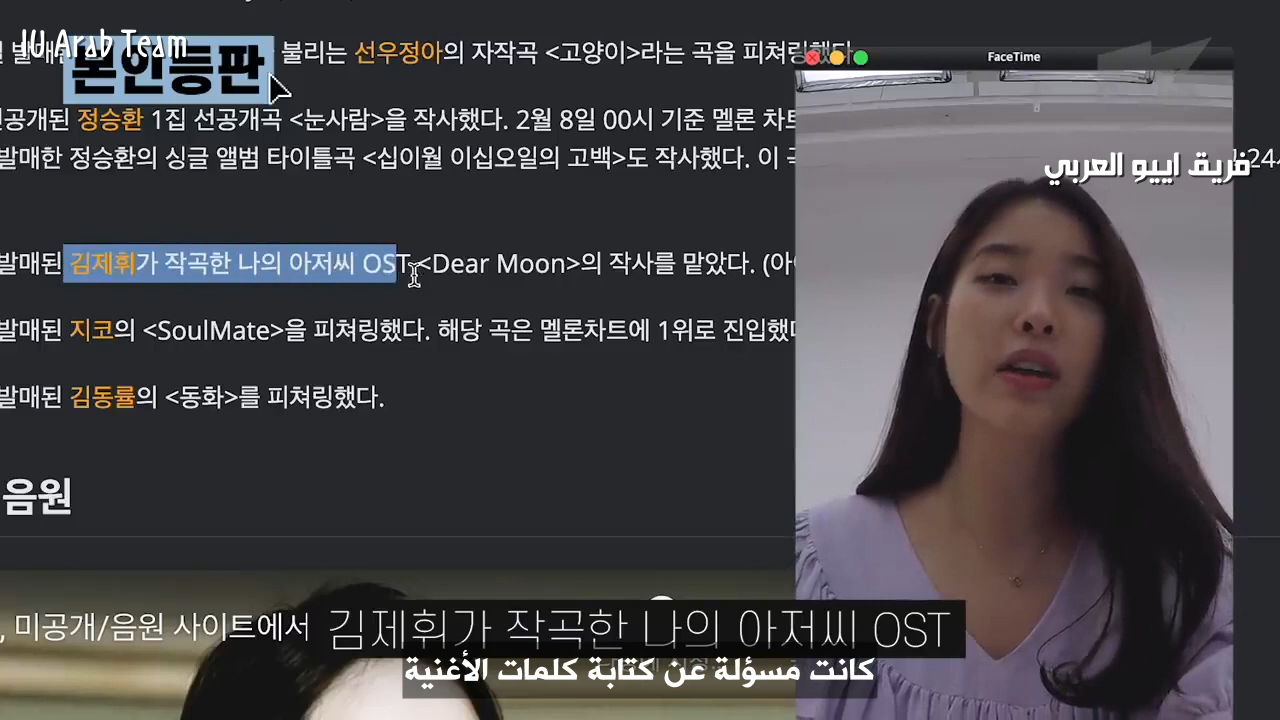 IU Arab Team
본인등판
발매된 불리는 선우정아의 자작곡 <고양이>라는 곡을 피쳐링했다
FaceTime
선공개된 정승환 1집 선공개곡 <눈사람>을 작사했다. 2월 8일 00시 기준 멜론 차트
발매한 정승환의 싱글 앨범 타이틀곡 <십이월 이십오일의 고백>도 작사했다. 이 곡
24
فريق اييو العربي
발매된 김제휘가 작곡한 나의 아저씨 OST <Dear Moon>의 작사를 맡았다. (아이
발매된 지코의 <SoulMate>을 피쳐링했다. 해당 곡은 멜론차트에 1위로 진입했다
발매된 김동률의 <동화>를 피쳐링했다.
음원
, 미공개/음원 사이트에서
김제휘가 작곡한 나의 아저씨 OST
كانت مسؤلة عن كتابة كلمات الأغنية